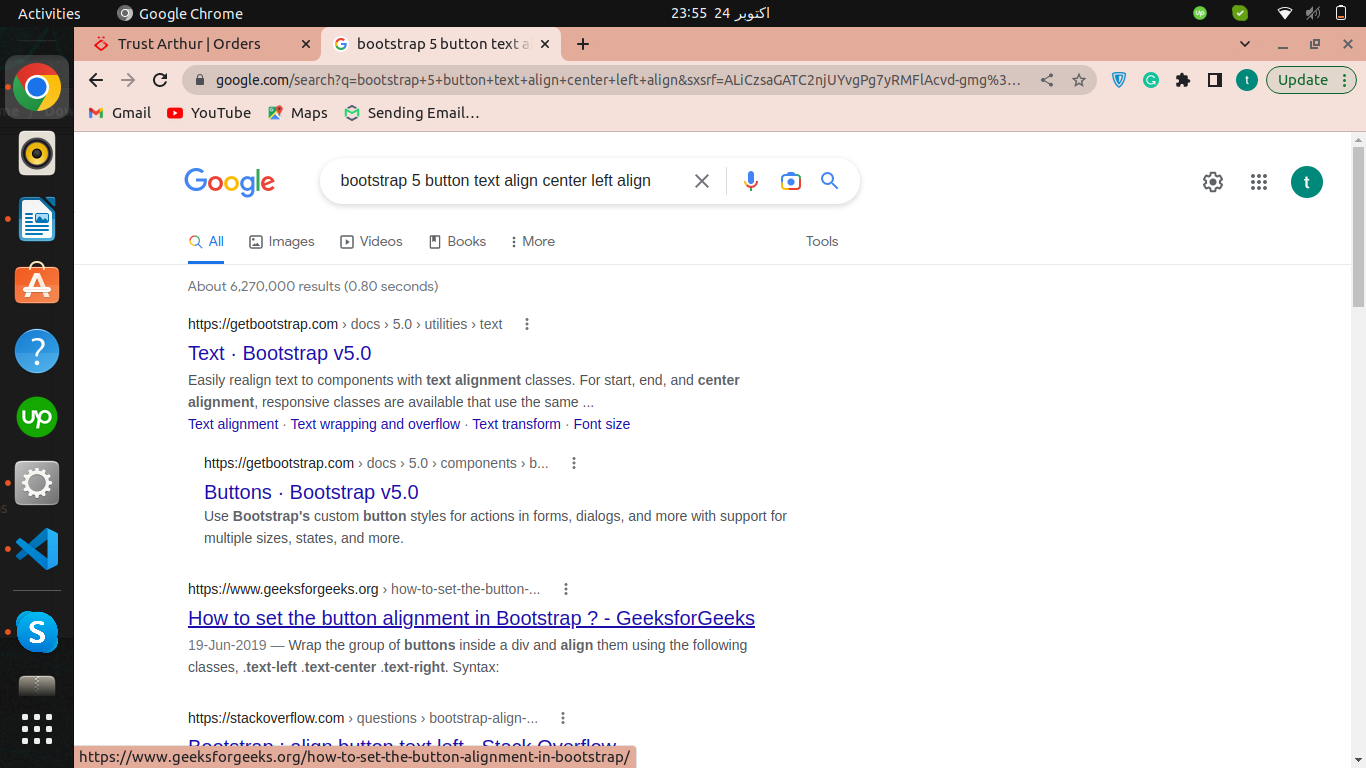 Activities
Google Chrome
23:55 24 اکتوبر
up
Trust Arthur | Orders
bootstrap 5 button text a
google.com/search?q=bootstrap+5+button+text+align+center+left+align&sxsrf=ALiCzsaGATC2njUYvgPg7yRMFlAcvd-gmg%3...
t
Update
Gmail
YouTube
Maps
Sending Email...
Google
bootstrap 5 button text align center left align
t
All
Images
Videos
Books
More
Tools
About 6,270,000 results (0.80 seconds)
https://getbootstrap.com › docs › 5.0 › utilities › text
Text · Bootstrap v5.0
Easily realign text to components with text alignment classes. For start, end, and center
alignment, responsive classes are available that use the same ...
Text alignment · Text wrapping and overflow · Text transform · Font size
https://getbootstrap.com › docs › 5.0 › components › b...
Buttons · Bootstrap v5.0
Use Bootstrap's custom button styles for actions in forms, dialogs, and more with support for
multiple sizes, states, and more.
https://www.geeksforgeeks.org › how-to-set-the-button-...
How to set the button alignment in Bootstrap ? - GeeksforGeeks
19-Jun-2019 — Wrap the group of buttons inside a div and align them using the following
classes, .text-left .text-center .text-right. Syntax:
https://stackoverflow.com › questions › bootstrap-align-...
Bootstrap : align button text left - Stack Overflow
https://www.geeksforgeeks.org/how-to-set-the-button-alignment-in-bootstrap/
up
S